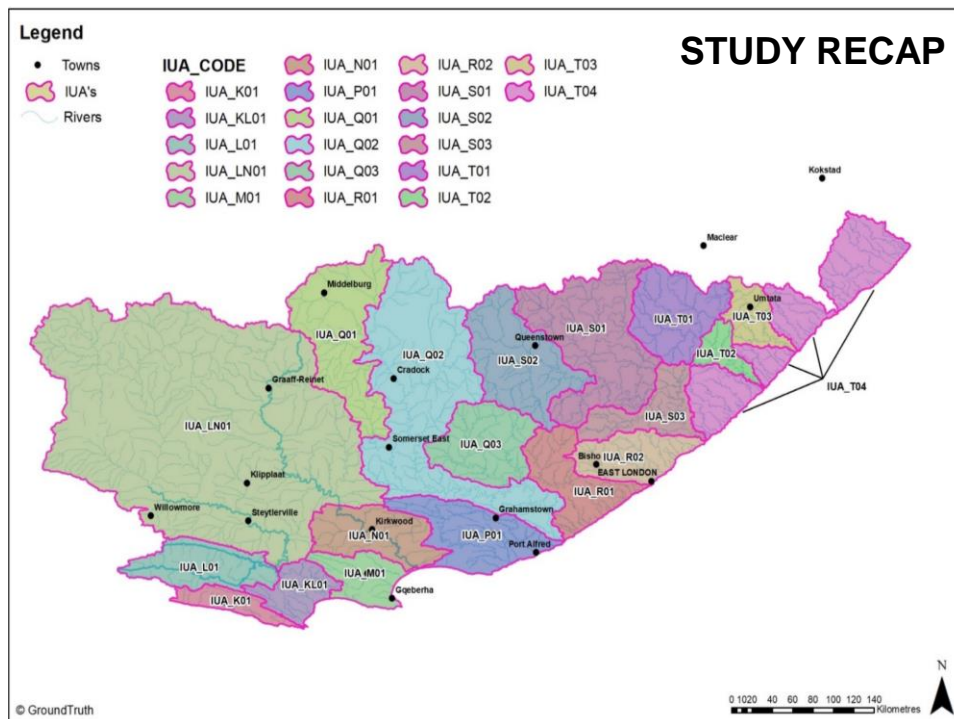 STUDY RECAP
Legend
Towns
IUA's
Rivers
IUA_CODE
IUA_K01
IUA_KL01
IUA_L01
IUA_LN01
IUA_M01
IUA_N01
IUA_P01
IUA_Q01
IUA_Q02
IUA_Q03
IUA_R01
IUA_R02
IUA_S01
IUA_S02
IUA_S03
IUA_T01
IUA_T02
IUA_T03
IUA_T04
Kokstad
Maclear
Middelburg
Umtata
IUA_T03
IUA_T01
IUA_S01
IUA_Q01
Queenstown
IUA_Q02
IUA_S02
IUA_T02
Cradock
Graaff-Reinet
IUA_T04
IUA_S03
IUA_LN01
Somerset East
IUA_Q03
Bisho
IUA_R02
EAST LONDON
Klipplaat
IUA_R01
Willowmore
Steytlerville
Grahamstown
Kirkwood
IUA_N01
IUA_P01
Port Alfred
IUA_L01
IUA_M01
IUA_KL01
IUA_K01
Gqeberha
N
0 10 20 40 60 80 100 120 140
Kilometres
© GroundTruth